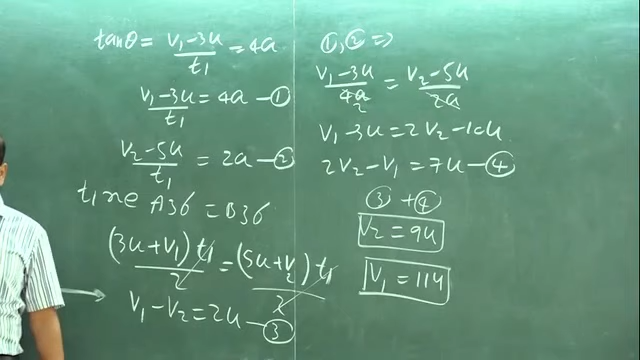 tanθ = V₁-3u/t₁ = 4a
V₁-3u/t₁ = 4a - ①
V₂-5u/t₁ = 2a - ②
A36 = B36
(3u+V₁)t₁/2 = (5u+V₂)t₁/2
V₁-V₂ = 2u - ③
①,② ⇒
V₁-3u/4a = V₂-5u/2a
2
V₁-3u = 2V₂-10u
2V₂-V₁ = 7u - ④
③ + ④
V₂ = 9u
V₁ = 11u